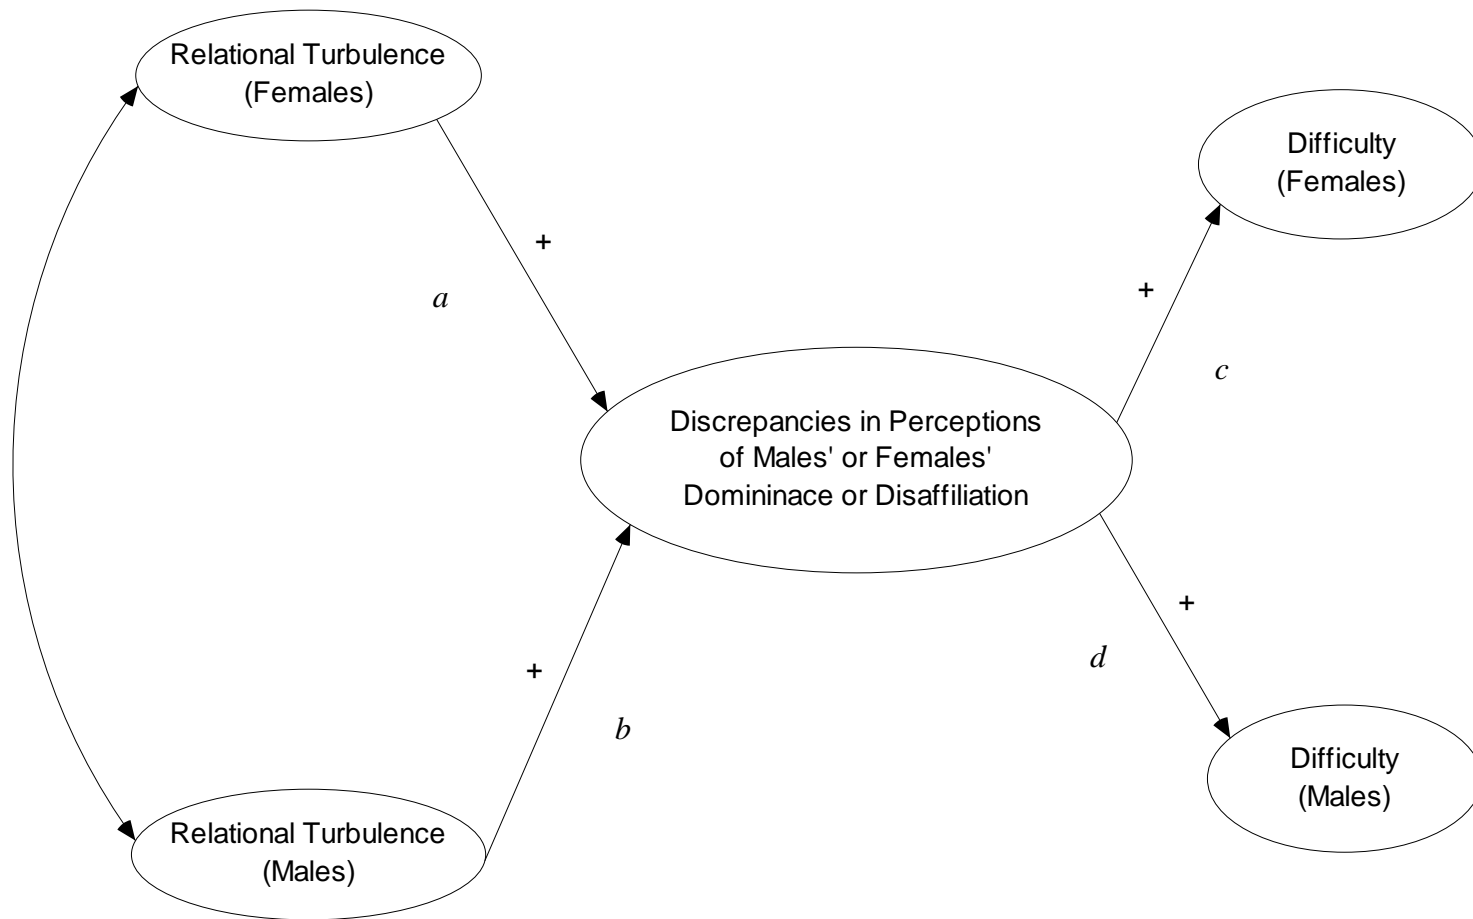 Relational Turbulence
(Females)
Difficulty
(Females)
+
a
+
c
Discrepancies in Perceptions
of Males' or Females'
Domininace or Disaffiliation
+
d
+
b
Difficulty
(Males)
Relational Turbulence
(Males)